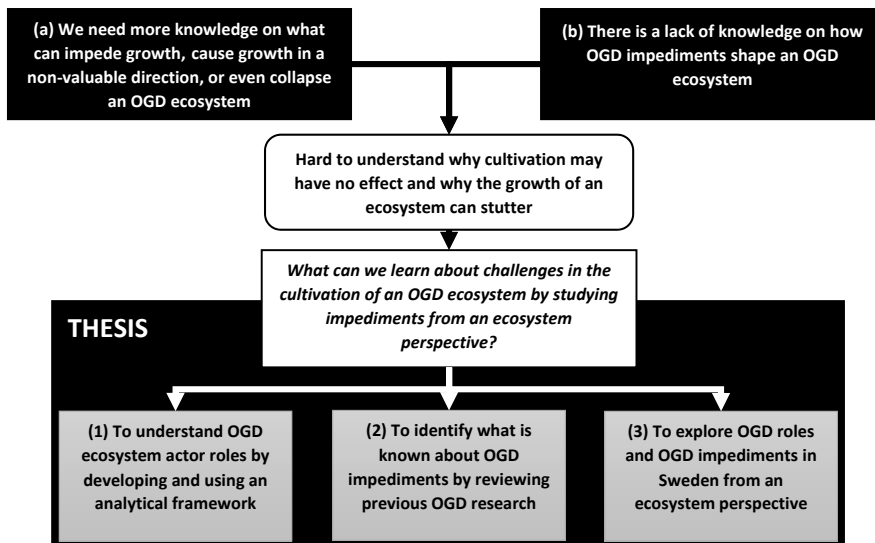 (a) We need more knowledge on what
can impede growth, cause growth in a
non-valuable direction, or even collapse
an OGD ecosystem
(b) There is a lack of knowledge on how
OGD impediments shape an OGD
ecosystem
Hard to understand why cultivation may
have no effect and why the growth of an
ecosystem can stutter
What can we learn about challenges in the
cultivation of an OGD ecosystem by studying
impediments from an ecosystem
perspective?
THESIS
(1) To understand OGD
ecosystem actor roles by
developing and using an
analytical framework
(2) To identify what is
known about OGD
impediments by reviewing
previous OGD research
(3) To explore OGD roles
and OGD impediments in
Sweden from an
ecosystem perspective